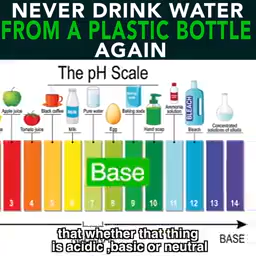 NEVER DRINK WATER
FROM A PLASTIC BOTTLE
AGAIN
The pH Scale
Apple juice
Tomato juice
Black coffee
Milk
Pure water
Egg
Baking soda
Hand soap
Ammonia solution
BLEACH
Bleach
Concentrated solutions of alkalis
3 4 5 6 7 8 9 10 11 12 13 14
Base
that whether that thing
is acidic ,basic or neutral
BASE